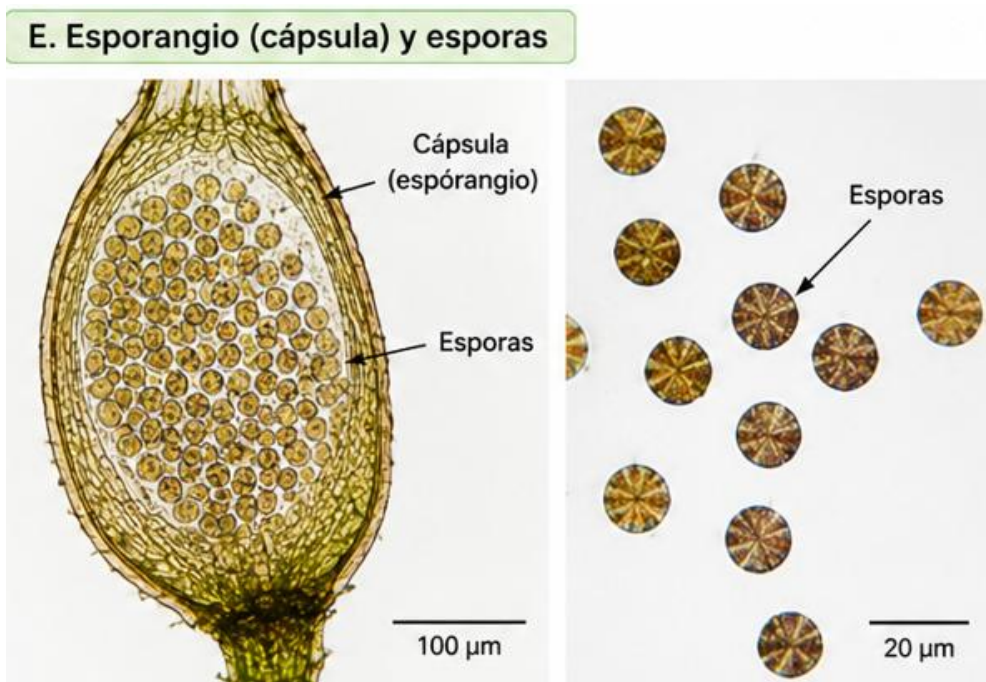 E. Esporangio (cápsula) y esporas
Cápsula
(espórangio)
Esporas
100 µm
Esporas
20 µm